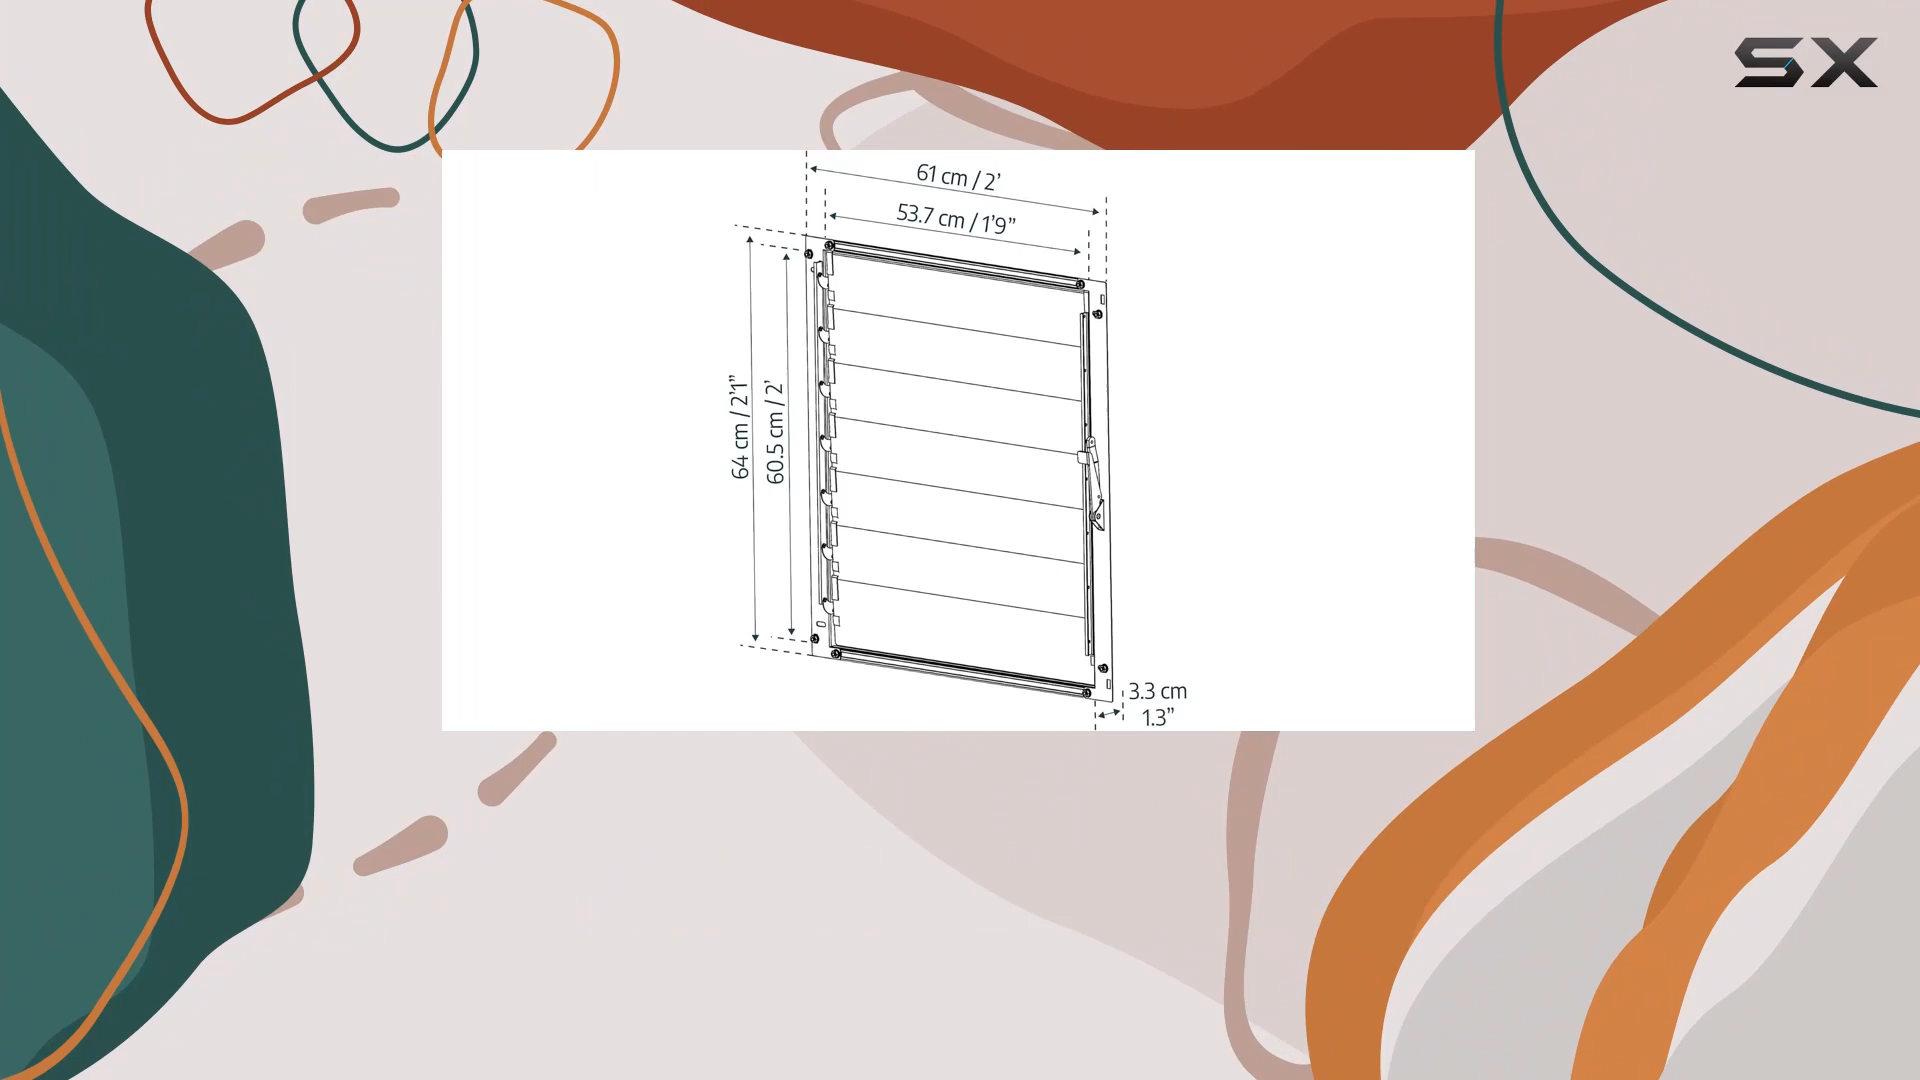 SX
61 cm / 2'
53.7 cm / 1'9"
64 cm / 2'1"
60.5 cm / 2'
3.3 cm
1.3"